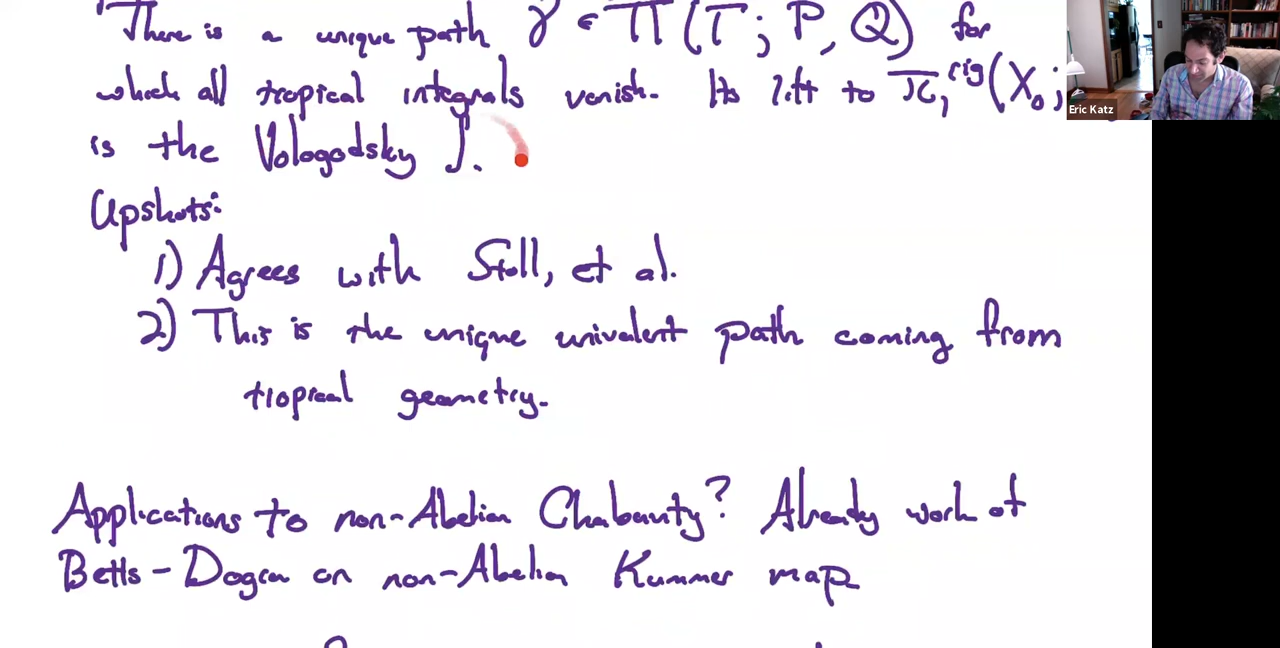 There is a unique path γ ∈ Π(Γ; P, Q) for
which all tropical integrals vanish. Its lift to π₁^rig(X₀;
is the Vologodsky ∫.
Upshots:
1) Agrees with Stoll, et al.
2) This is the unique univalent path coming from
tropical geometry.
Applications to non-Abelian Chabauty? Already work of
Betts-Dogra on non-Abelian Kummer map
Eric Katz